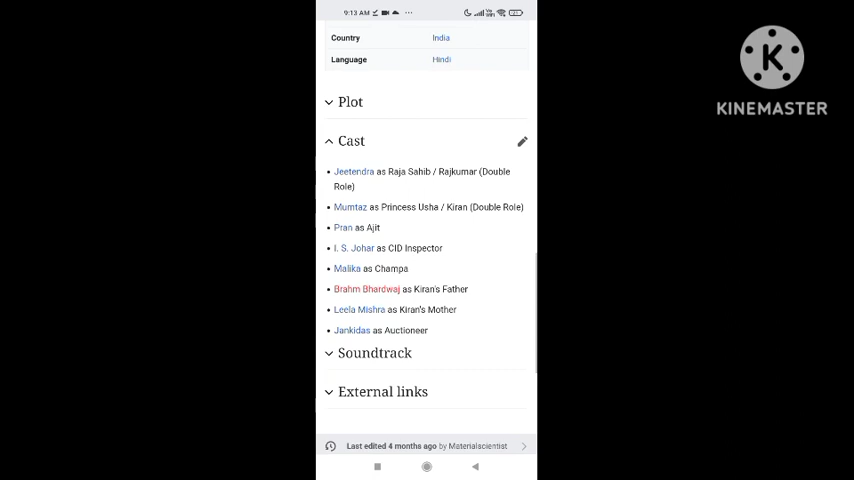 9:13 AM
KINEMASTER
Country India
Language Hindi
Plot
Cast
Jeetendra as Raja Sahib / Rajkumar (Double
Role)
Mumtaz as Princess Usha / Kiran (Double Role)
Pran as Ajit
I. S. Johar as CID Inspector
Malika as Champa
Brahm Bhardwaj as Kiran's Father
Leela Mishra as Kiran's Mother
Jankidas as Auctioneer
Soundtrack
External links
Last edited 4 months ago by Materialscientist